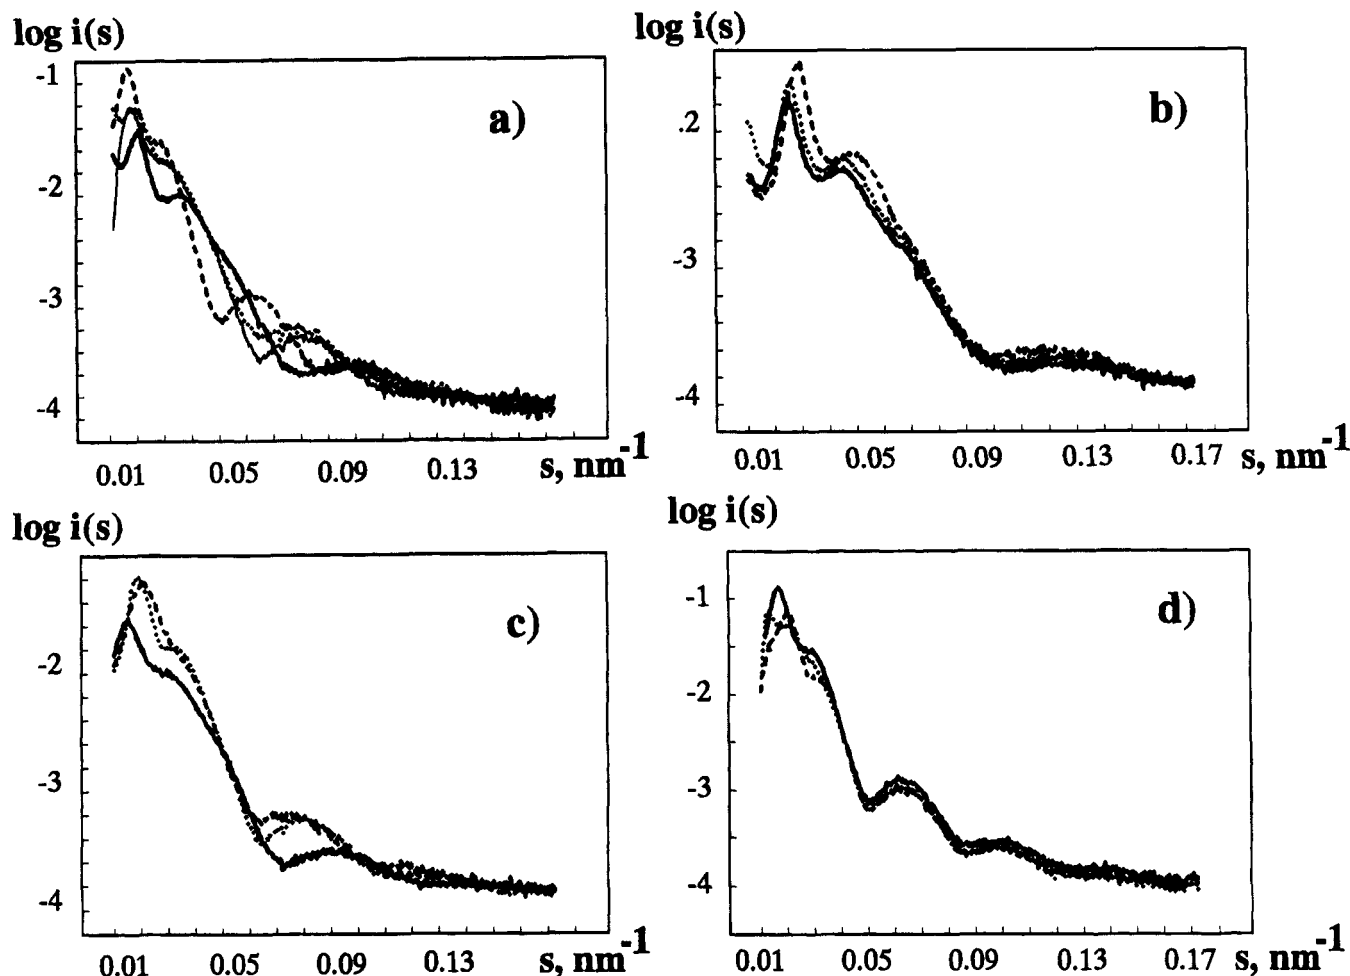 log i(s)
a)
-1
-2
-3
-4
0.01 0.05 0.09 0.13 s, nm-1
log i(s)
b)
.2
-3
-4
0.01 0.05 0.09 0.13 0.17 s, nm-1
log i(s)
c)
-2
-3
-4
0.01 0.05 0.09 0.13 s, nm-1
log i(s)
d)
-1
-2
-3
-4
0.01 0.05 0.09 0.13 0.17 s, nm-1